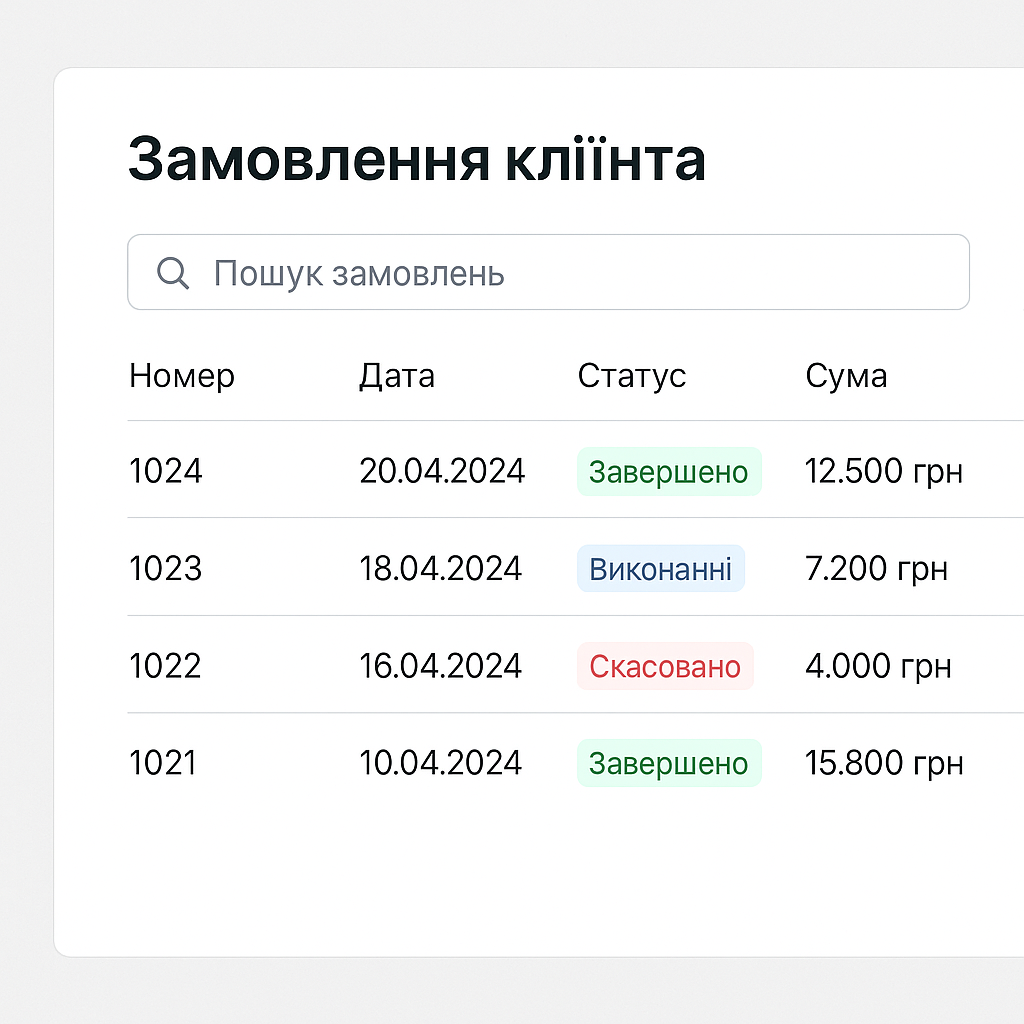 Замовлення кліїнта
Пошук замовлень
Номер Дата Статус Сума
1024 20.04.2024 Завершено 12.500 грн
1023 18.04.2024 Виконанні 7.200 грн
1022 16.04.2024 Скасовано 4.000 грн
1021 10.04.2024 Завершено 15.800 грн